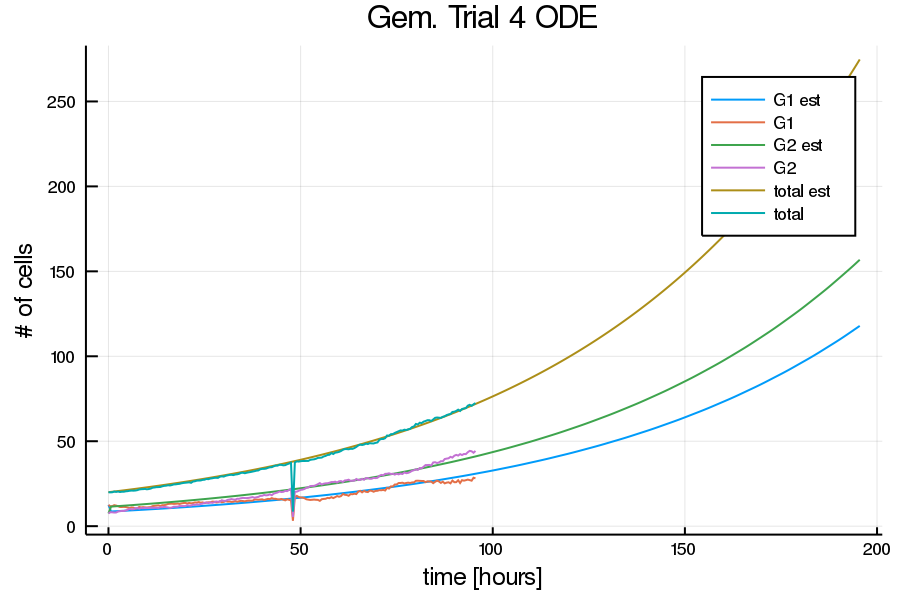 Gem. Trial 4 ODE
250
200
150
100
50
0
# of cells
G1 est
G1
G2 est
G2
total est
total
0
50
100
150
200
time [hours]